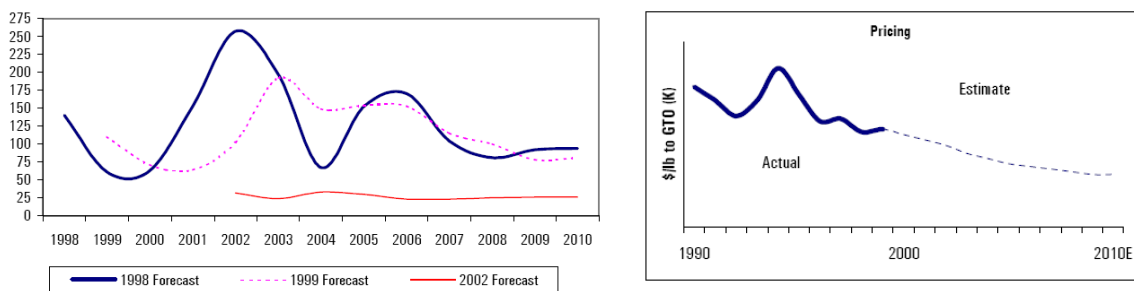 275
250
225
200
175
150
125
100
75
50
25
0
1998 1999 2000 2001 2002 2003 2004 2005 2006 2007 2008 2009 2010
1998 Forecast 1999 Forecast 2002 Forecast
Pricing
$/lb to GTO (K)
Estimate
Actual
1990 2000 2010E